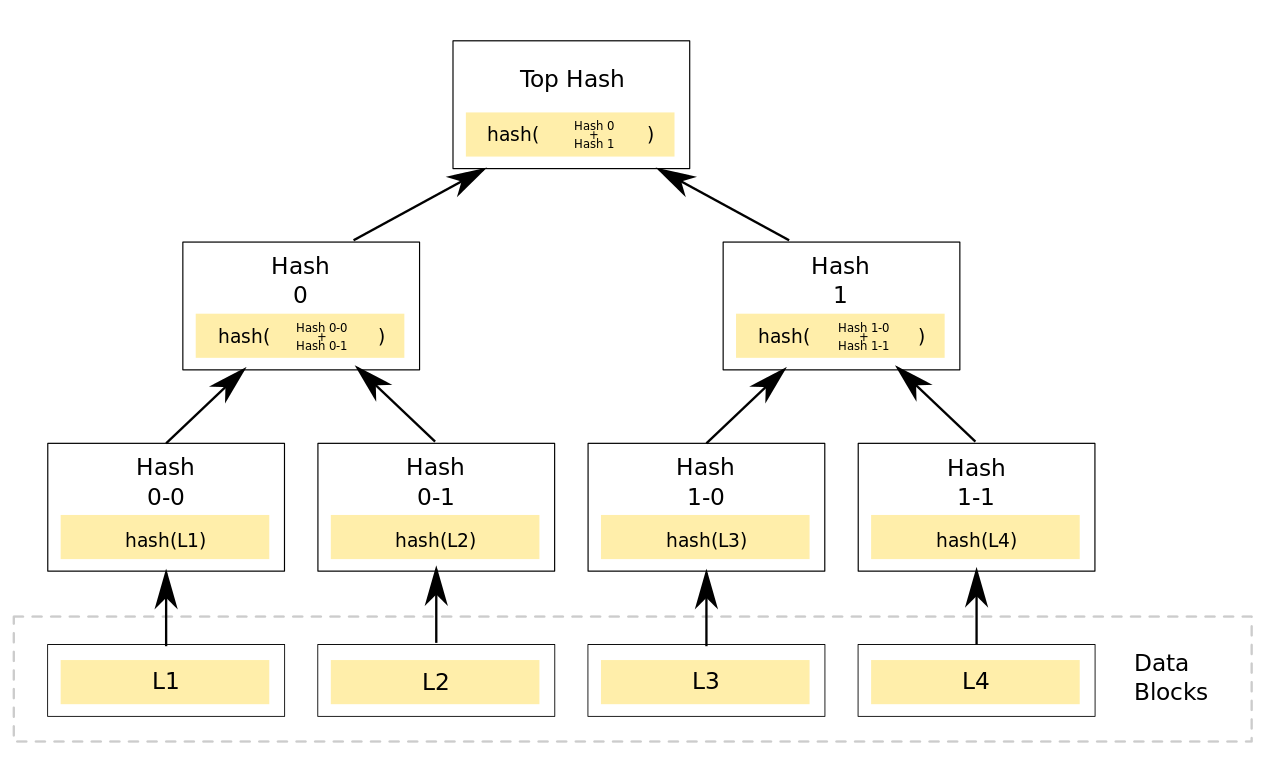 Top Hash
hash( Hash 0 + Hash 1 )
Hash
0
hash( Hash 0-0 + Hash 0-1 )
Hash
1
hash( Hash 1-0 + Hash 1-1 )
Hash
0-0
hash(L1)
Hash
0-1
hash(L2)
Hash
1-0
hash(L3)
Hash
1-1
hash(L4)
L1
L2
L3
L4
Data
Blocks